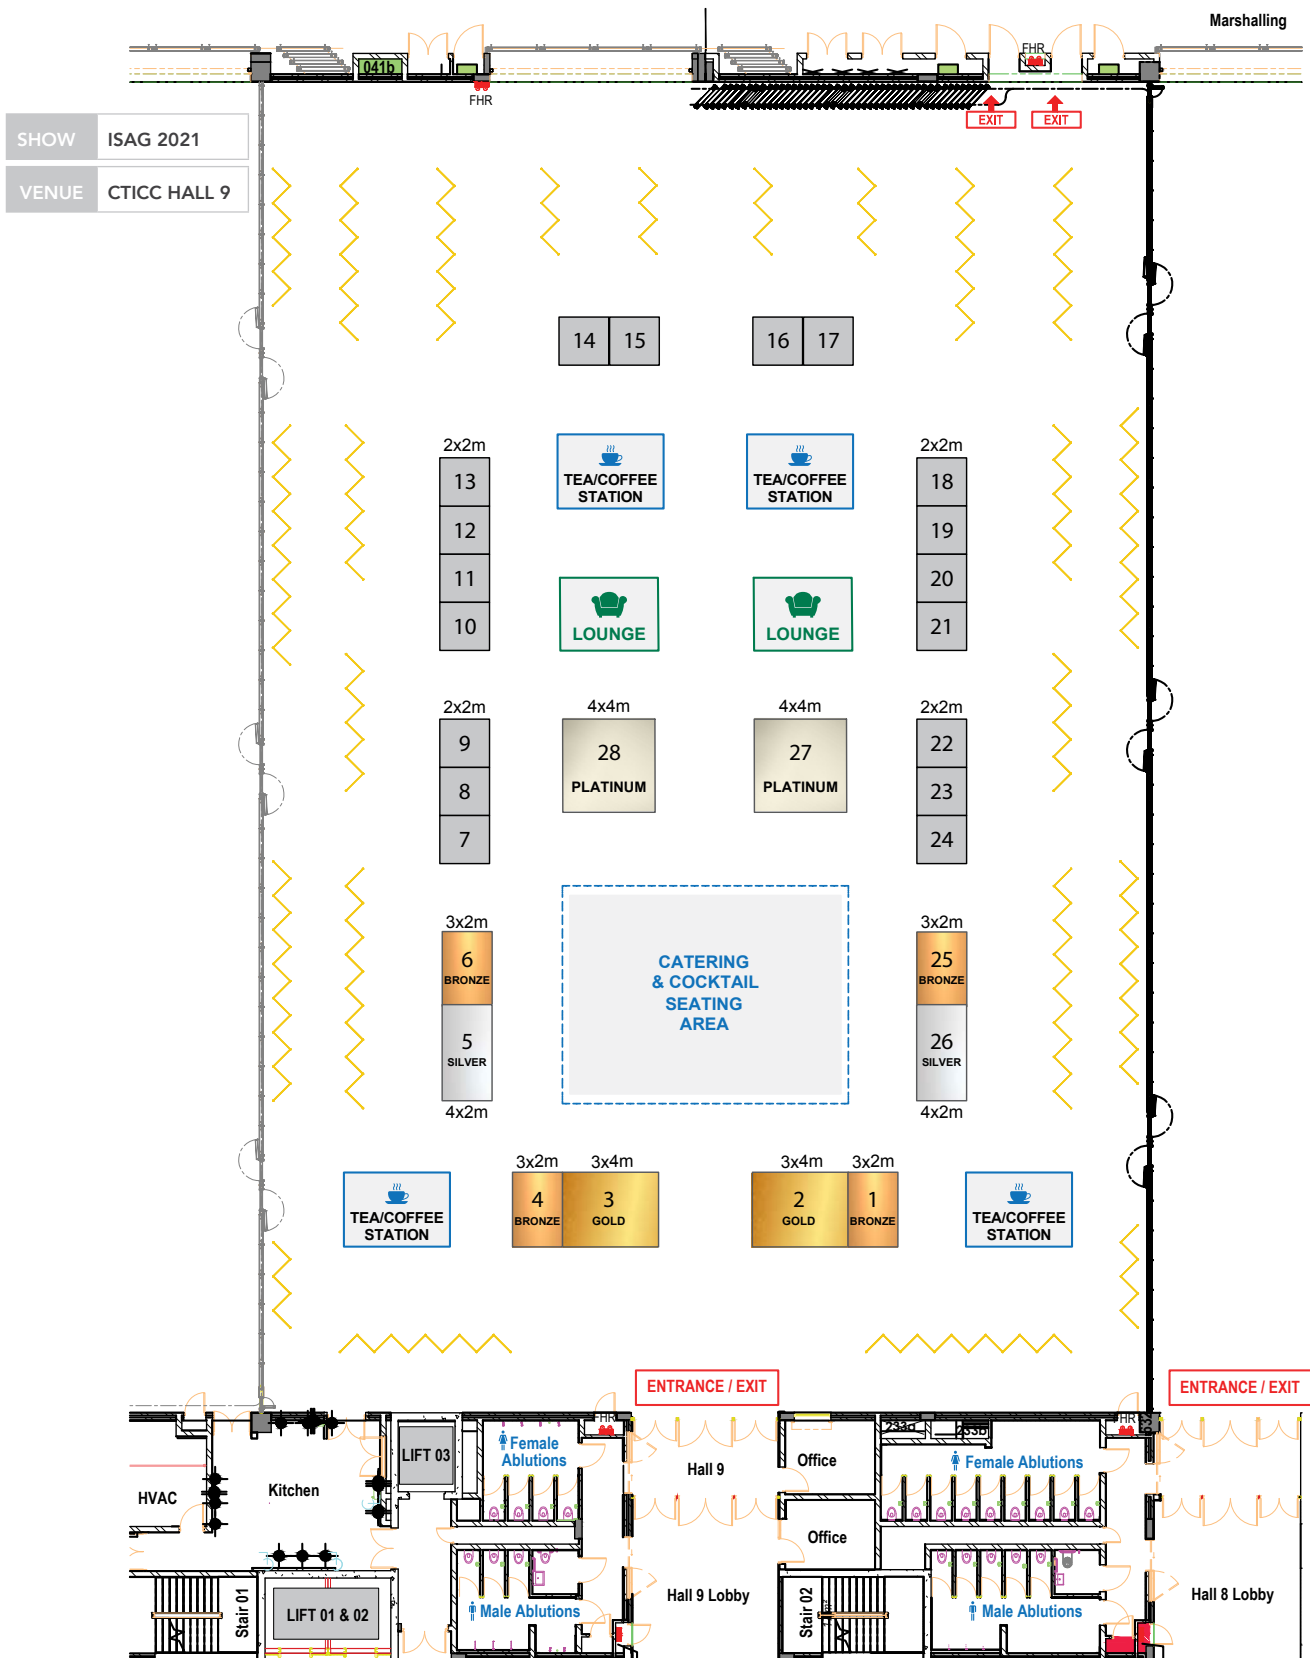 Marshalling
FHR
041b
FHR
EXIT
EXIT
SHOW ISAG 2021
VENUE CTICC HALL 9
14 15 16 17
2x2m
TEA/COFFEE
STATION
TEA/COFFEE
STATION
2x2m
13
12
11
10
18
19
20
21
LOUNGE
LOUNGE
2x2m
4x4m
4x4m
2x2m
9
8
7
28
PLATINUM
27
PLATINUM
22
23
24
3x2m
6
BRONZE
5
SILVER
4x2m
CATERING
& COCKTAIL
SEATING
AREA
3x2m
25
BRONZE
26
SILVER
4x2m
TEA/COFFEE
STATION
3x2m
3x4m
4
BRONZE
3
GOLD
3x4m
3x2m
2
GOLD
1
BRONZE
TEA/COFFEE
STATION
ENTRANCE / EXIT
ENTRANCE / EXIT
FHR
233a
233b
FHR
LIFT 03
Female
Ablutions
Hall 9
Office
Female Ablutions
HVAC
Kitchen
Office
Stair 01
LIFT 01 & 02
Male Ablutions
Hall 9 Lobby
Stair 02
Male Ablutions
Hall 8 Lobby